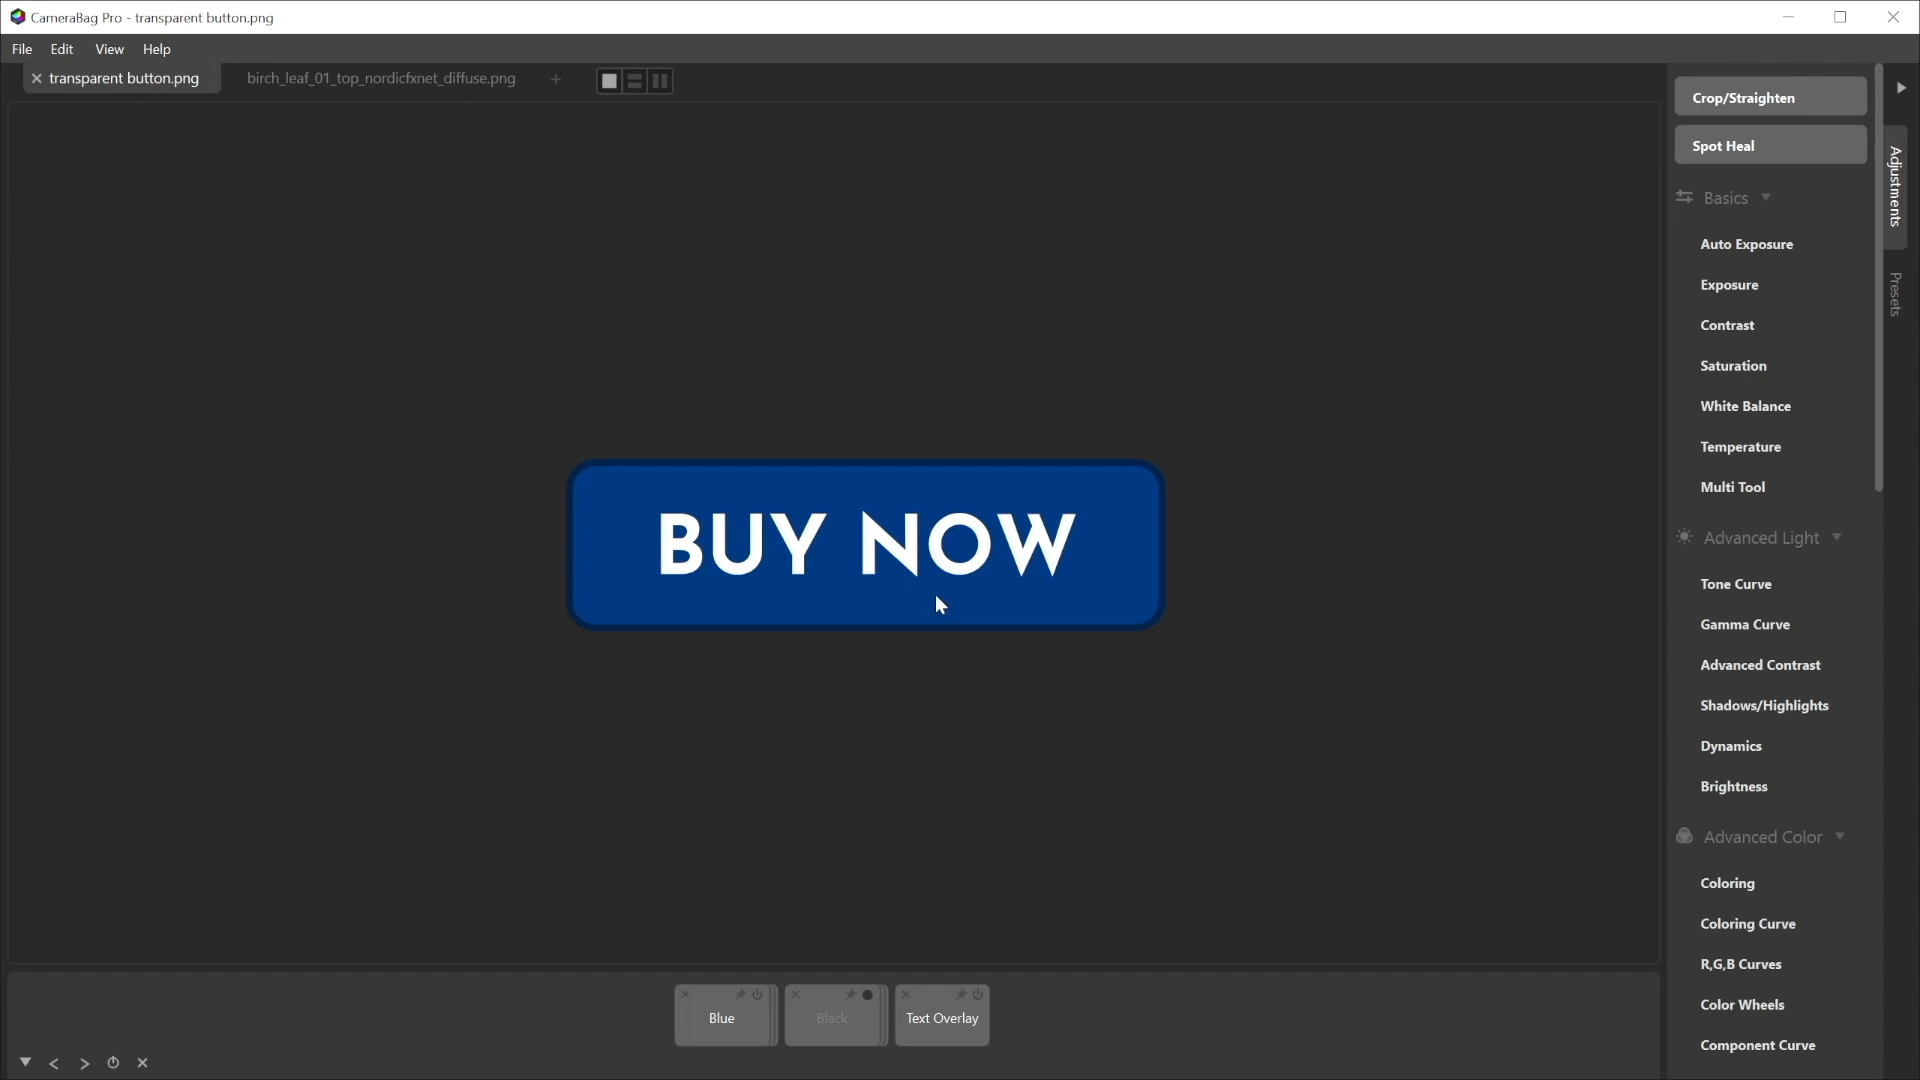 CameraBag Pro - transparent button.png
File Edit View Help
transparent button.png birch_leaf_01_top_nordicfxnet_diffuse.png
Crop/Straighten
Spot Heal
Adjustments
Presets
Basics
Auto Exposure
Exposure
Contrast
Saturation
White Balance
Temperature
Multi Tool
Advanced Light
Tone Curve
Gamma Curve
Advanced Contrast
Shadows/Highlights
Dynamics
Brightness
Advanced Color
Coloring
Coloring Curve
R,G,B Curves
Color Wheels
Component Curve
BUY NOW
Blue Black Text Overlay